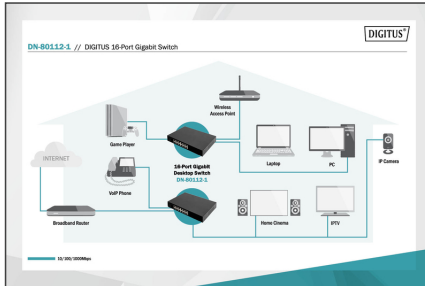 DIGITUS®
DN-80112-1 // DIGITUS 16-Port Gigabit Switch
Wireless
Access Point
Game Player
INTERNET
16-Port Gigabit
Desktop Switch
DN-80112-1
Laptop
PC
IP Camera
VoIP Phone
Broadband Router
Home Cinema
IPTV
10/100/1000Mbps